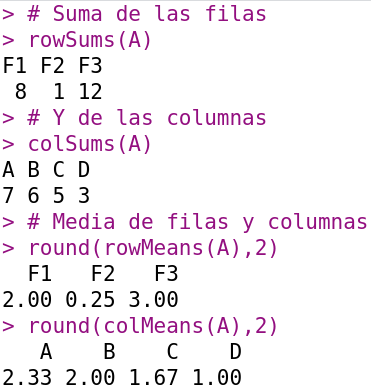 > # Suma de las filas
> rowSums(A)
F1 F2 F3
 8  1 12
> # Y de las columnas
> colSums(A)
A B C D
7 6 5 3
> # Media de filas y columnas
> round(rowMeans(A),2)
  F1   F2   F3
2.00 0.25 3.00
> round(colMeans(A),2)
   A    B    C    D
2.33 2.00 1.67 1.00